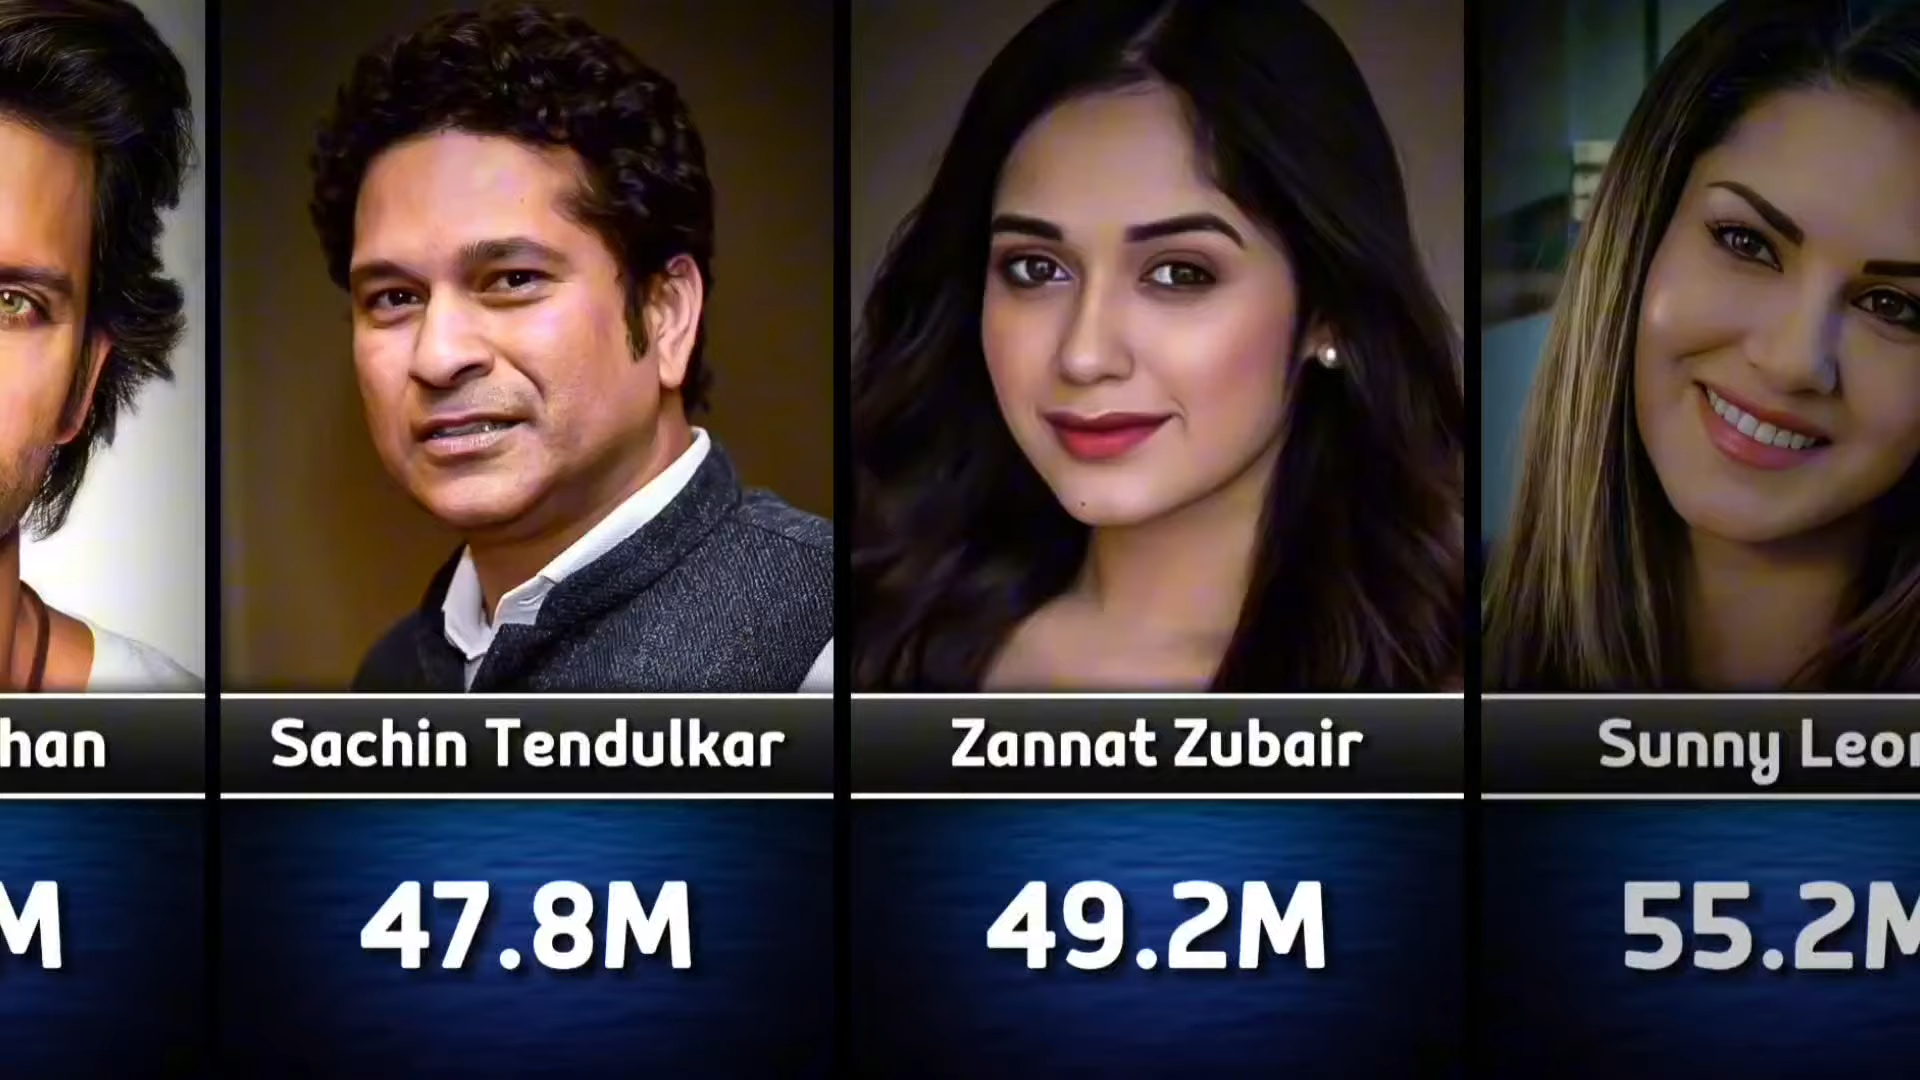 han
Sachin Tendulkar
Zannat Zubair
Sunny Leon
M
47.8M
49.2M
55.2M